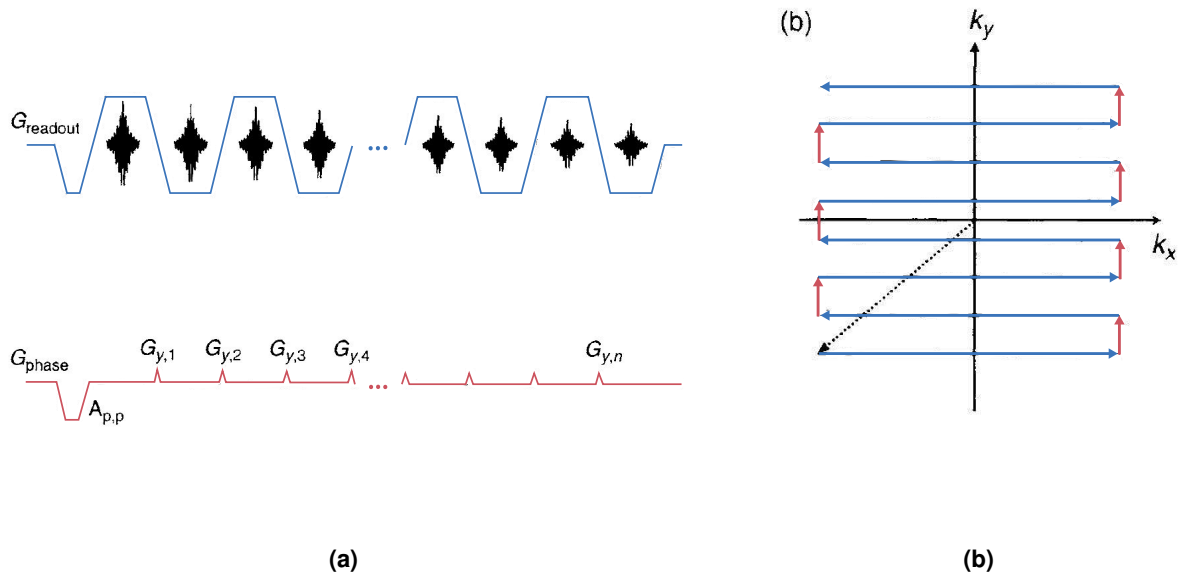 G_readout
G_phase
G_y,1 G_y,2 G_y,3 G_y,4 G_y,n
A_p,p
(a)
(b)
k_y
k_x
(b)